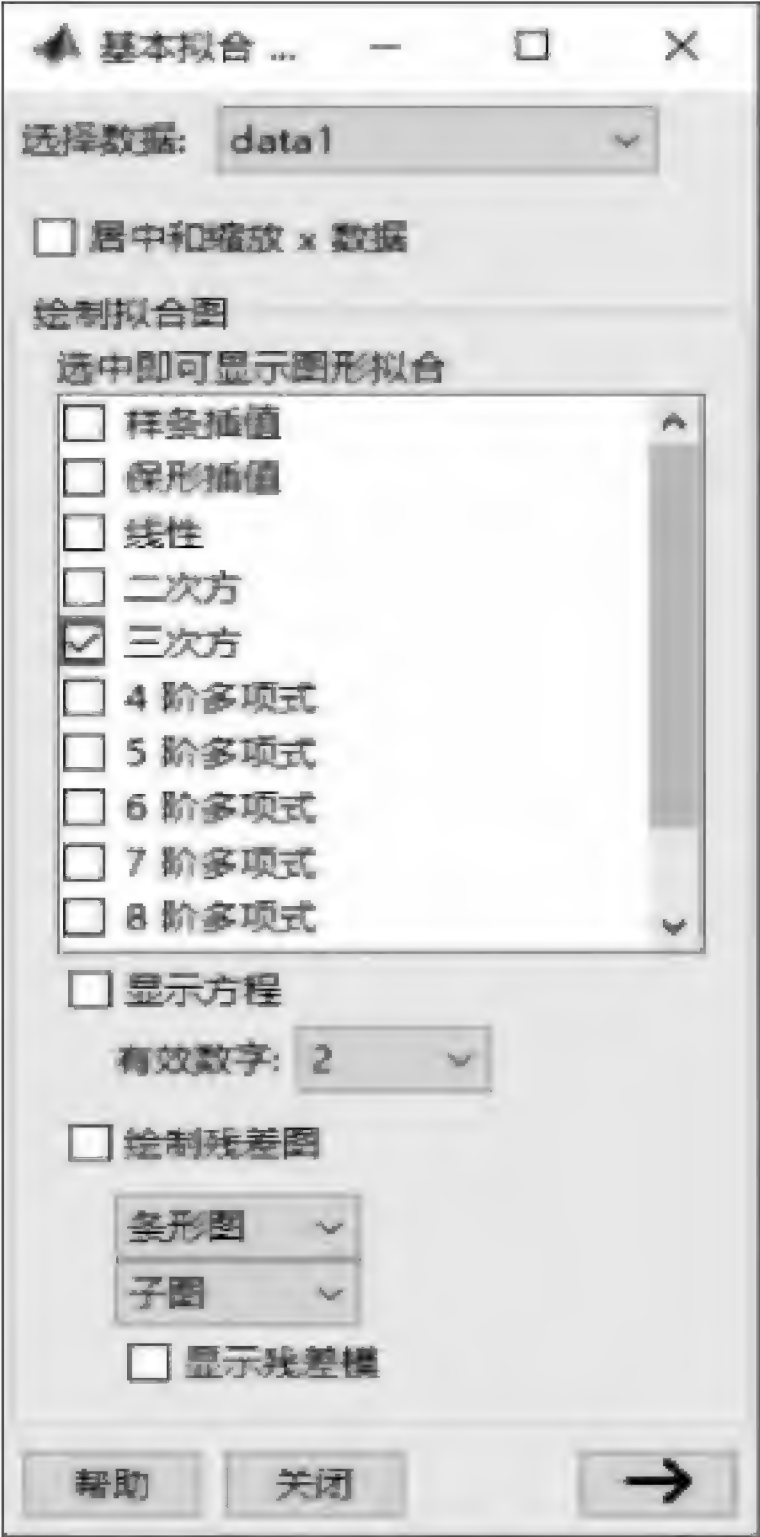 基本拟合 ...
选择数据: data1
居中和缩放 x 数据
绘制拟合图
选中即可显示图形拟合
样条插值
保形插值
线性
二次方
三次方
4 阶多项式
5 阶多项式
6 阶多项式
7 阶多项式
8 阶多项式
显示方程
有效数字: 2
绘制残差图
条形图
子图
显示残差模
帮助 关闭